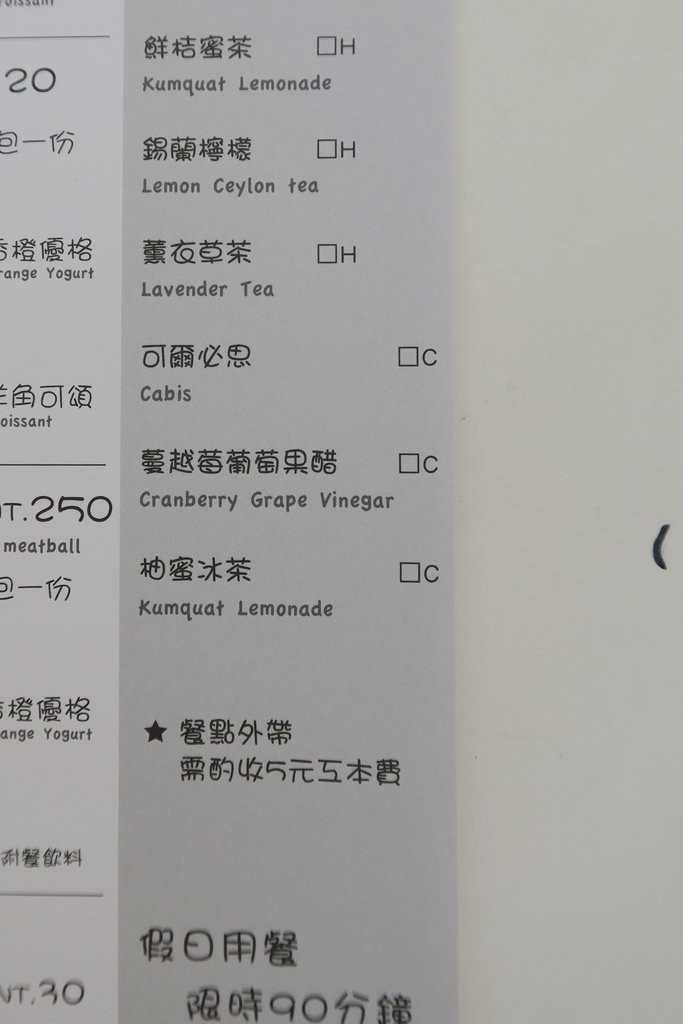 20
包一份
橙優格
range Yogurt
羊角可頌
oissant
NT.250
meatball
包一份
橙優格
ange Yogurt
附餐飲料
NT.30
鮮桔蜜茶 □H
Kumquat Lemonade
錫蘭檸檬 □H
Lemon Ceylon tea
薰衣草茶 □H
Lavender Tea
可爾必思 □C
Cabis
蔓越莓葡萄果醋 □C
Cranberry Grape Vinegar
柚蜜冰茶 □C
Kumquat Lemonade
★ 餐點外帶
需酌收5元工本費
假日用餐
限時90分鐘
(